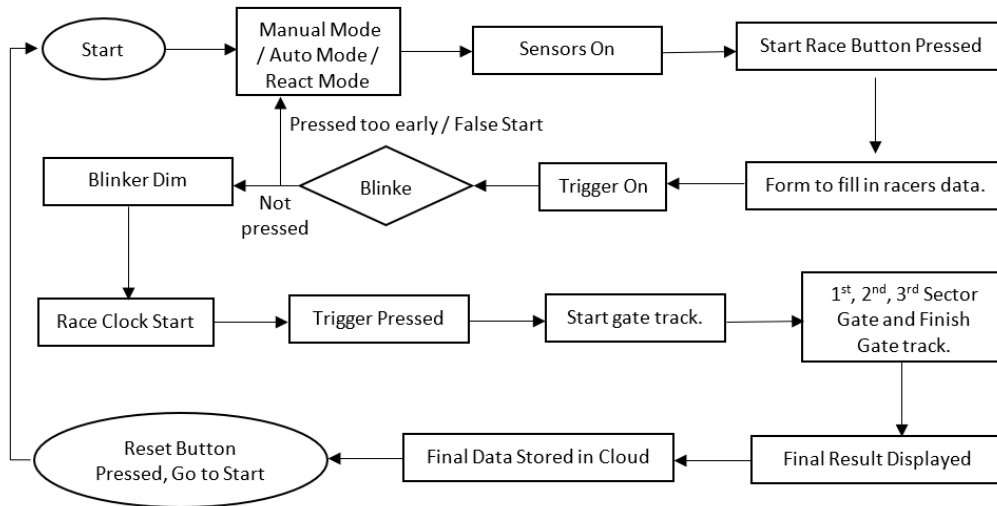 Start
Manual Mode
/ Auto Mode /
React Mode
Sensors On
Start Race Button Pressed
Pressed too early / False Start
Blinker Dim
Not
pressed
Blinke
Trigger On
Form to fill in racers data.
Race Clock Start
Trigger Pressed
Start gate track.
1st, 2nd, 3rd Sector
Gate and Finish
Gate track.
Reset Button
Pressed, Go to Start
Final Data Stored in Cloud
Final Result Displayed